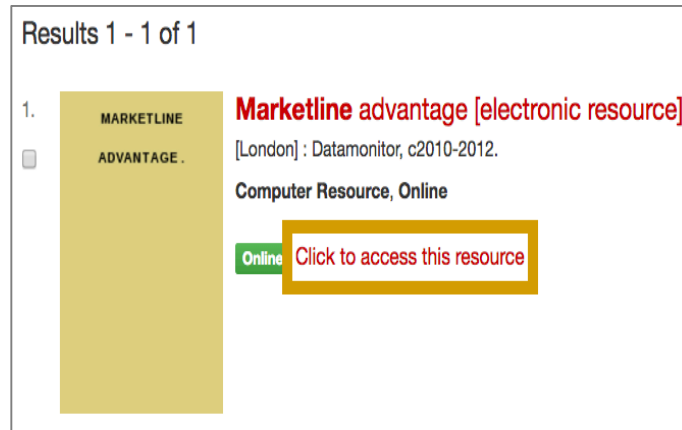 Results 1 - 1 of 1
1.
MARKETLINE
ADVANTAGE .
Marketline advantage [electronic resource]
[London] : Datamonitor, c2010-2012.
Computer Resource, Online
Online Click to access this resource